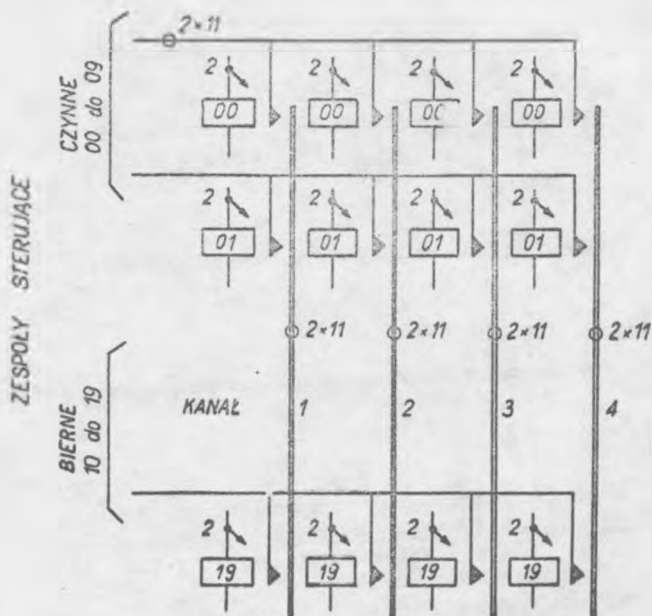 2×11
CZYNNE
00 do 09
2 2 2 2
00 00 00 00
2 2 2 2
01 01 01 01
ZESPOŁY STERUJĄCE
2×11 2×11 2×11 2×11
BIERNE
10 do 19
KANAŁ 1 2 3 4
2 2 2 2
19 19 19 19